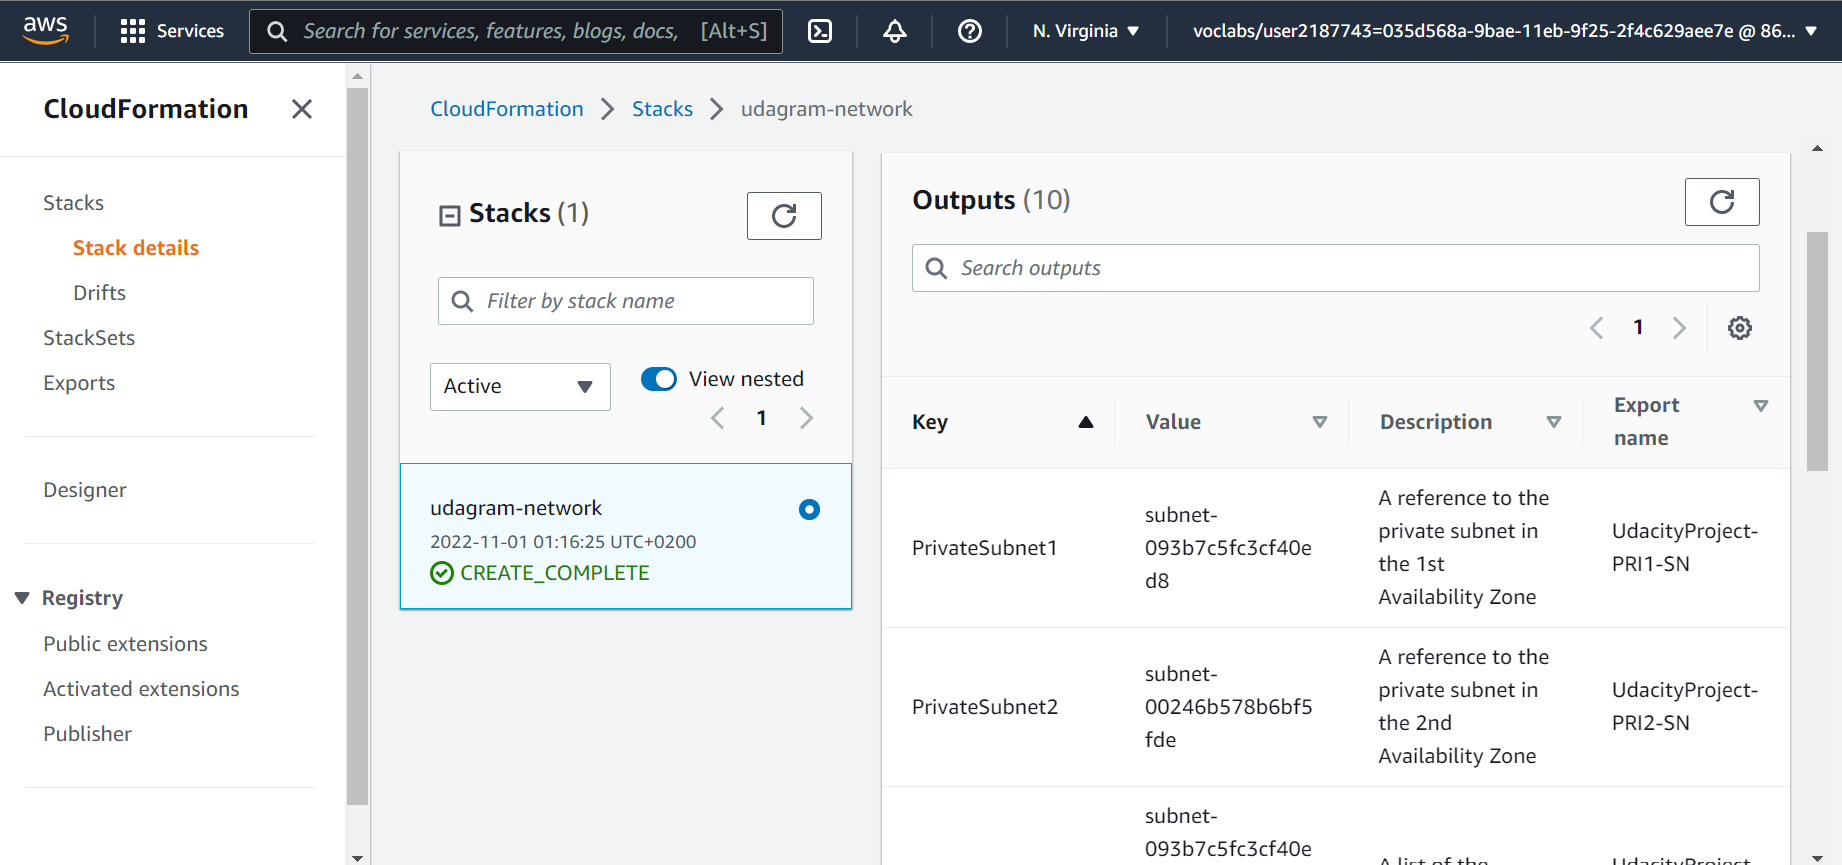 aws
Services
Search for services, features, blogs, docs, [Alt+S]
N. Virginia
voclabs/user2187743=035d568a-9bae-11eb-9f25-2f4c629aee7e @ 86...
CloudFormation
Stacks
Stack details
Drifts
StackSets
Exports
Designer
Registry
Public extensions
Activated extensions
Publisher
CloudFormation
Stacks
udagram-network
Stacks (1)
Filter by stack name
Active
View nested
1
udagram-network
2022-11-01 01:16:25 UTC+0200
CREATE_COMPLETE
Outputs (10)
Search outputs
1
Key
Value
Description
Export
name
PrivateSubnet1
subnet-
093b7c5fc3cf40e
d8
A reference to the
private subnet in
the 1st
Availability Zone
UdacityProject-
PRI1-SN
PrivateSubnet2
subnet-
00246b578b6bf5
fde
A reference to the
private subnet in
the 2nd
Availability Zone
UdacityProject-
PRI2-SN
subnet-
093b7c5fc3cf40e
A list of the
UdacityProject-